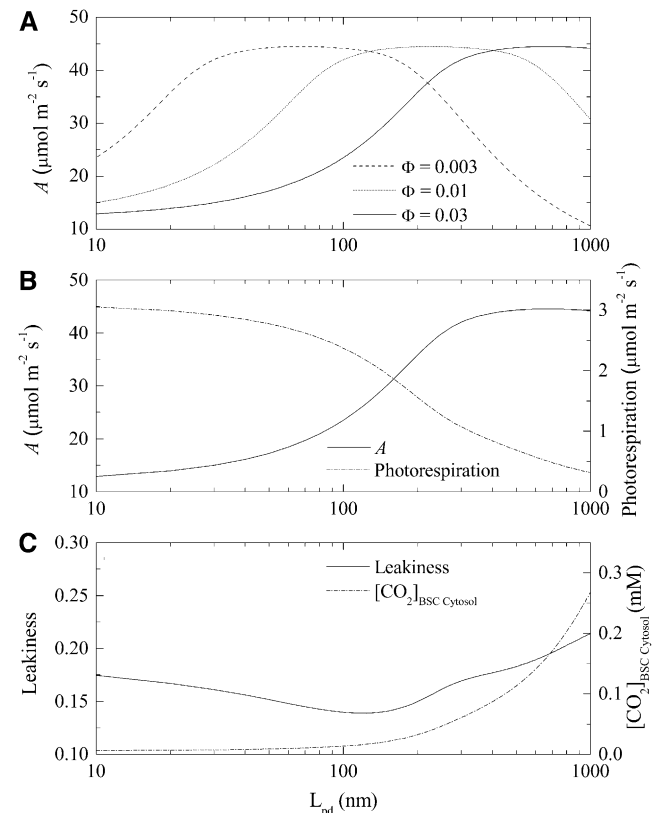 A
50
40
30
20
10
A (μmol m⁻² s⁻¹)
Φ = 0.003
Φ = 0.01
Φ = 0.03
10
100
1000
B
50
40
30
20
10
A (μmol m⁻² s⁻¹)
A
Photorespiration
3
2
1
0
Photorespiration (μmol m⁻² s⁻¹)
10
100
1000
C
0.30
0.25
0.20
0.15
0.10
Leakiness
Leakiness
[CO₂]BSC Cytosol
0.3
0.2
0.1
0.0
[CO₂]BSC Cytosol (mM)
10
100
1000
Lpd (nm)